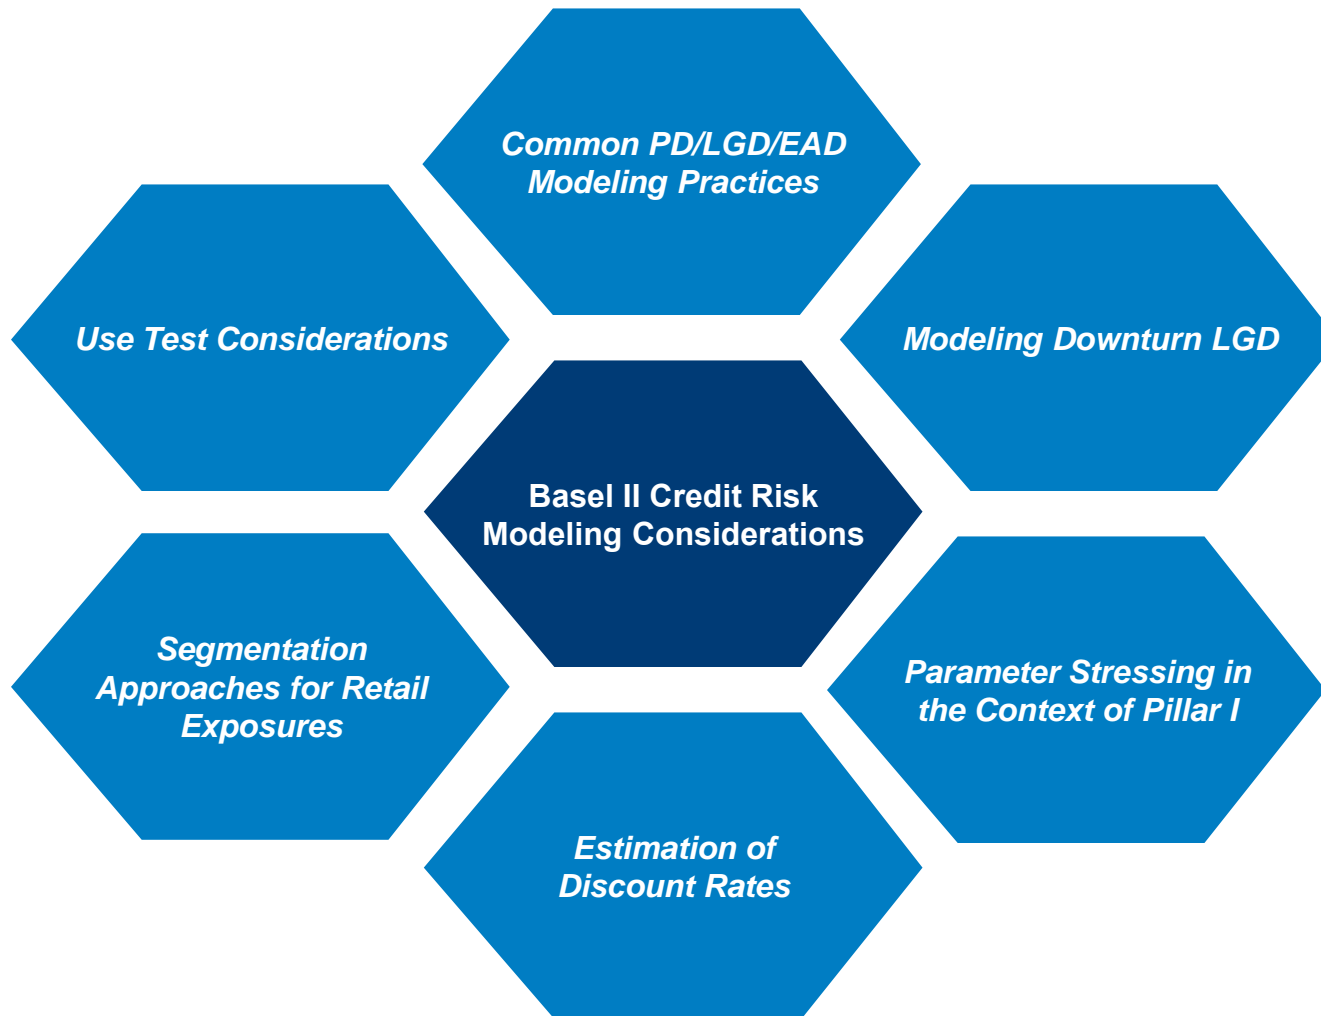 Common PD/LGD/EAD
Modeling Practices
Use Test Considerations
Modeling Downturn LGD
Basel II Credit Risk
Modeling Considerations
Segmentation
Approaches for Retail
Exposures
Parameter Stressing in
the Context of Pillar I
Estimation of
Discount Rates